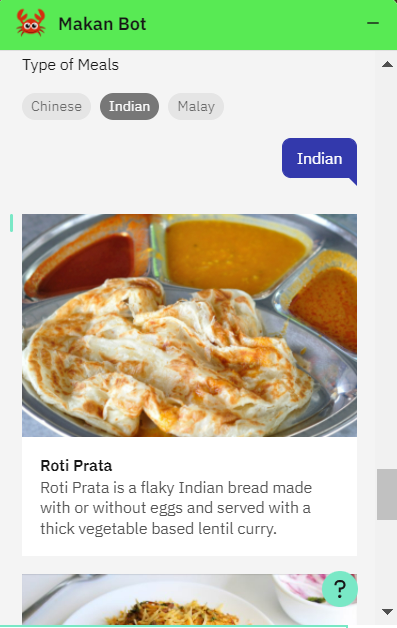 Makan Bot
Type of Meals
Chinese Indian Malay
Indian
Roti Prata
Roti Prata is a flaky Indian bread made
with or without eggs and served with a
thick vegetable based lentil curry.
?